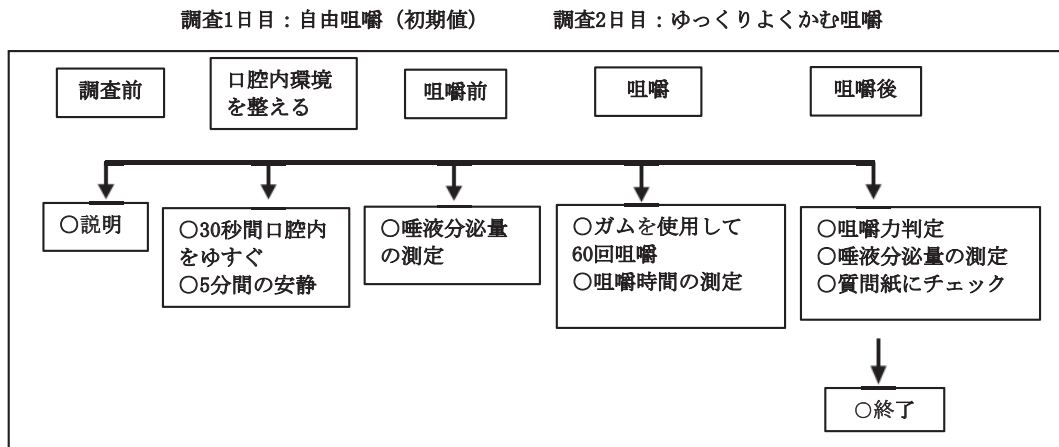 調査1日目：自由咀嚼（初期値）　調査2日目：ゆっくりよくかむ咀嚼
調査前
口腔内環境
を整える
咀嚼前
咀嚼
咀嚼後
○説明
○30秒間口腔内
をゆすぐ
○5分間の安静
○唾液分泌量
の測定
○ガムを使用して
60回咀嚼
○咀嚼時間の測定
○咀嚼力判定
○唾液分泌量の測定
○質問紙にチェック
○終了